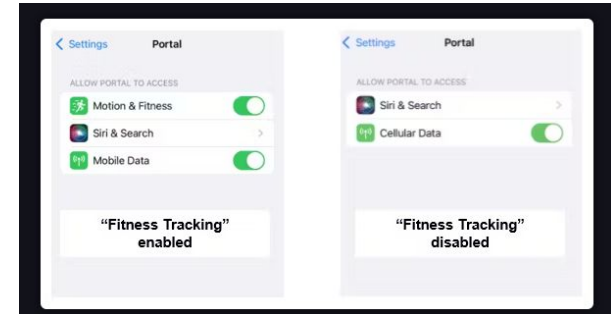 Settings
Portal
ALLOW PORTAL TO ACCESS
Motion & Fitness
Siri & Search
Mobile Data
“Fitness Tracking”
enabled
Settings
Portal
ALLOW PORTAL TO ACCESS
Siri & Search
Cellular Data
“Fitness Tracking”
disabled